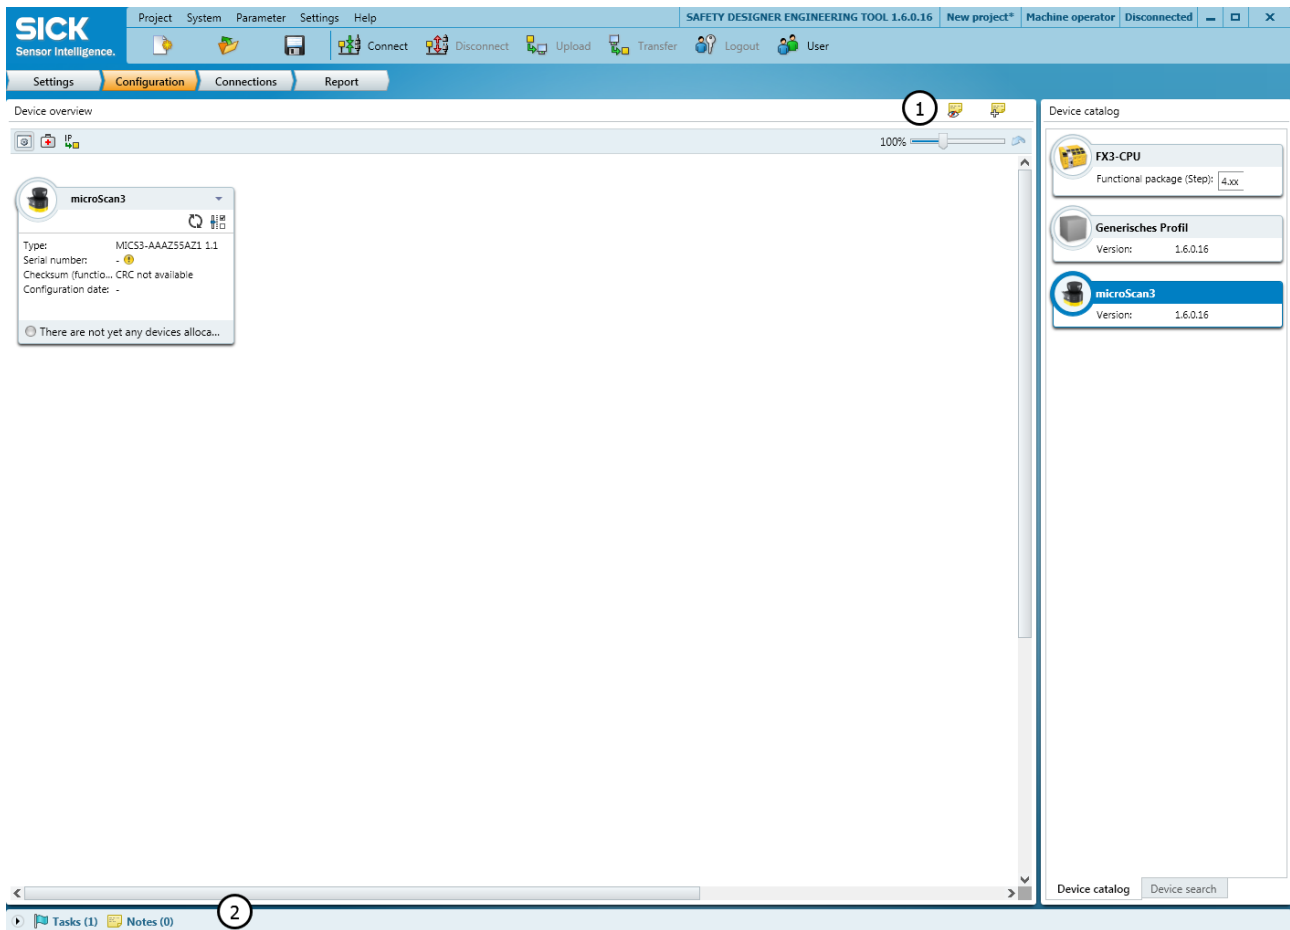 SICK
Sensor Intelligence.
Project System Parameter Settings Help
SAFETY DESIGNER ENGINEERING TOOL 1.6.0.16 New project* Machine operator Disconnected
Connect Disconnect Upload Transfer Logout User
Settings Configuration Connections Report
Device overview
1
Device catalog
IP
100%
microScan3
Type: MICS3-AAAZ55AZ1 1.1
Serial number: -
Checksum (functio... CRC not available
Configuration date: -
There are not yet any devices alloca...
FX3-CPU
Functional package (Step): 4.xx
Generisches Profil
Version: 1.6.0.16
microScan3
Version: 1.6.0.16
Device catalog Device search
Tasks (1) Notes (0)
2